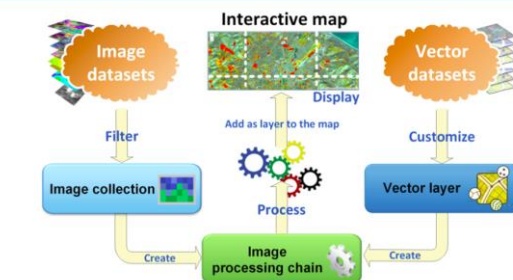 Interactive map
Image
datasets
Vector
datasets
Display
Add as layer to the map
Filter
Customize
Image collection
Process
Vector layer
Create
Image
processing chain
Create